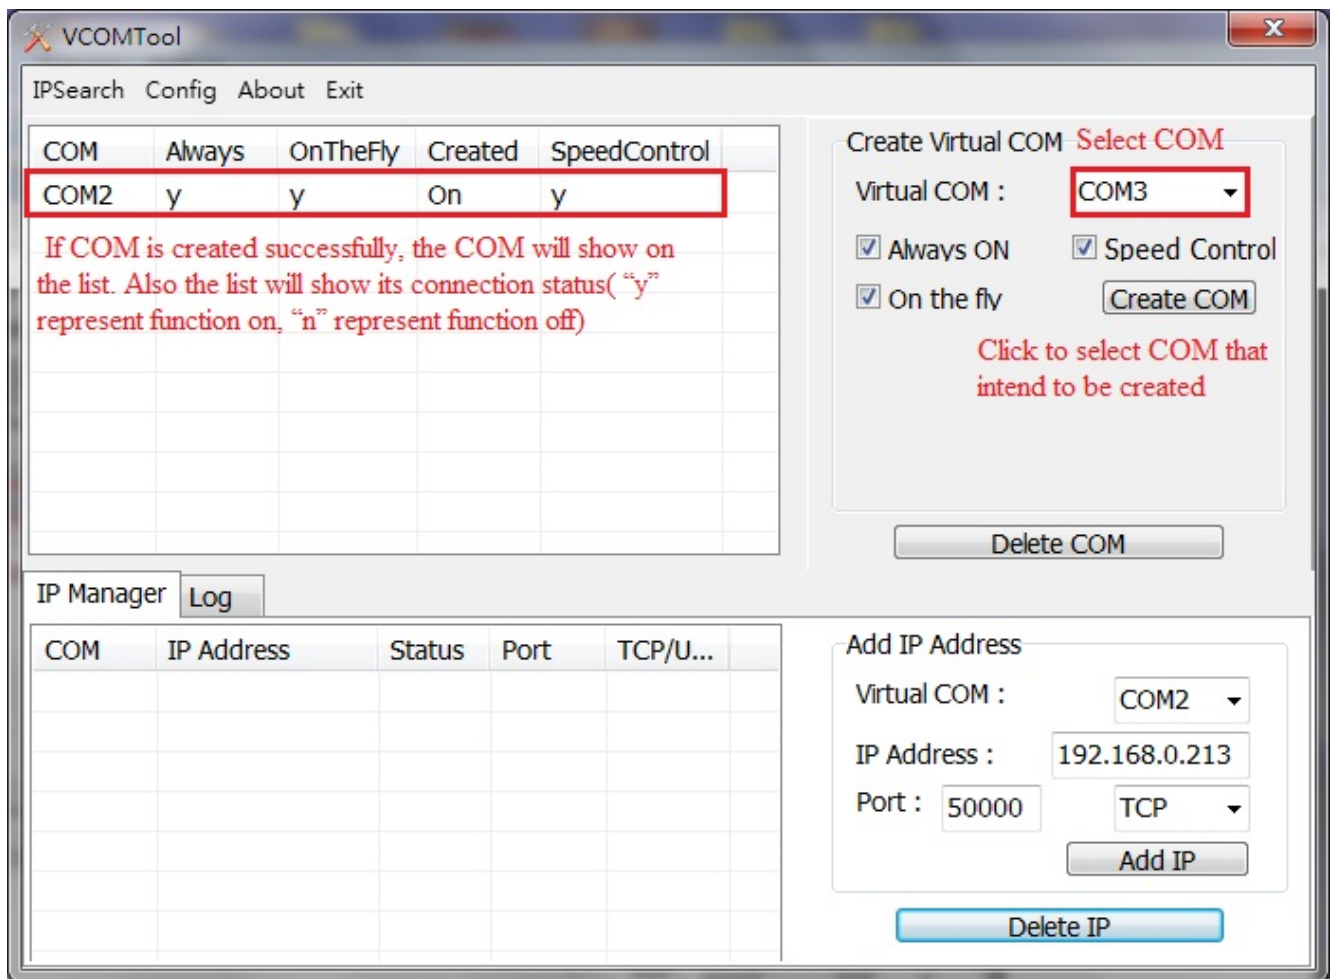 VCOMTool
IPSearch Config About Exit
COM Always OnTheFly Created SpeedControl
COM2 y y On y
If COM is created successfully, the COM will show on
the list. Also the list will show its connection status( “y”
represent function on, “n” represent function off)
Create Virtual COM Select COM
Virtual COM : COM3
Always ON Speed Control
On the fly Create COM
Click to select COM that
intend to be created
Delete COM
IP Manager Log
COM IP Address Status Port TCP/U...
Add IP Address
Virtual COM : COM2
IP Address : 192.168.0.213
Port : 50000 TCP
Add IP
Delete IP